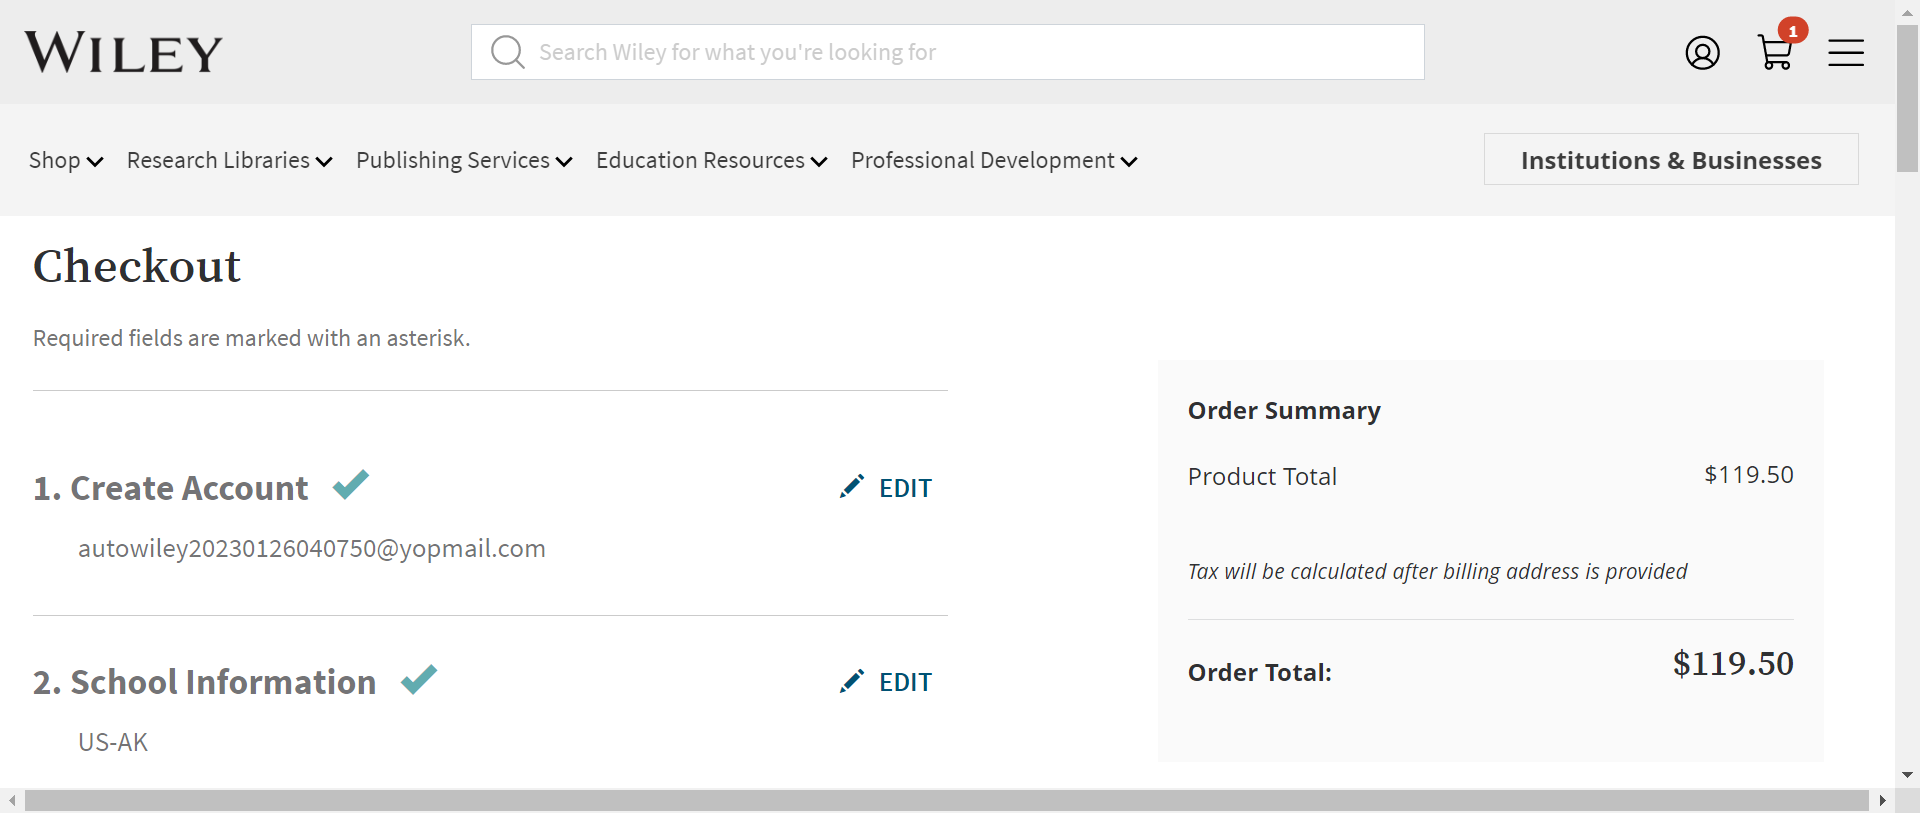 WILEY
Search Wiley for what you're looking for
1
Shop
Research Libraries
Publishing Services
Education Resources
Professional Development
Institutions & Businesses
Checkout
Required fields are marked with an asterisk.
1. Create Account
EDIT
autowiley20230126040750@yopmail.com
2. School Information
EDIT
US-AK
Order Summary
Product Total
$119.50
Tax will be calculated after billing address is provided
Order Total:
$119.50